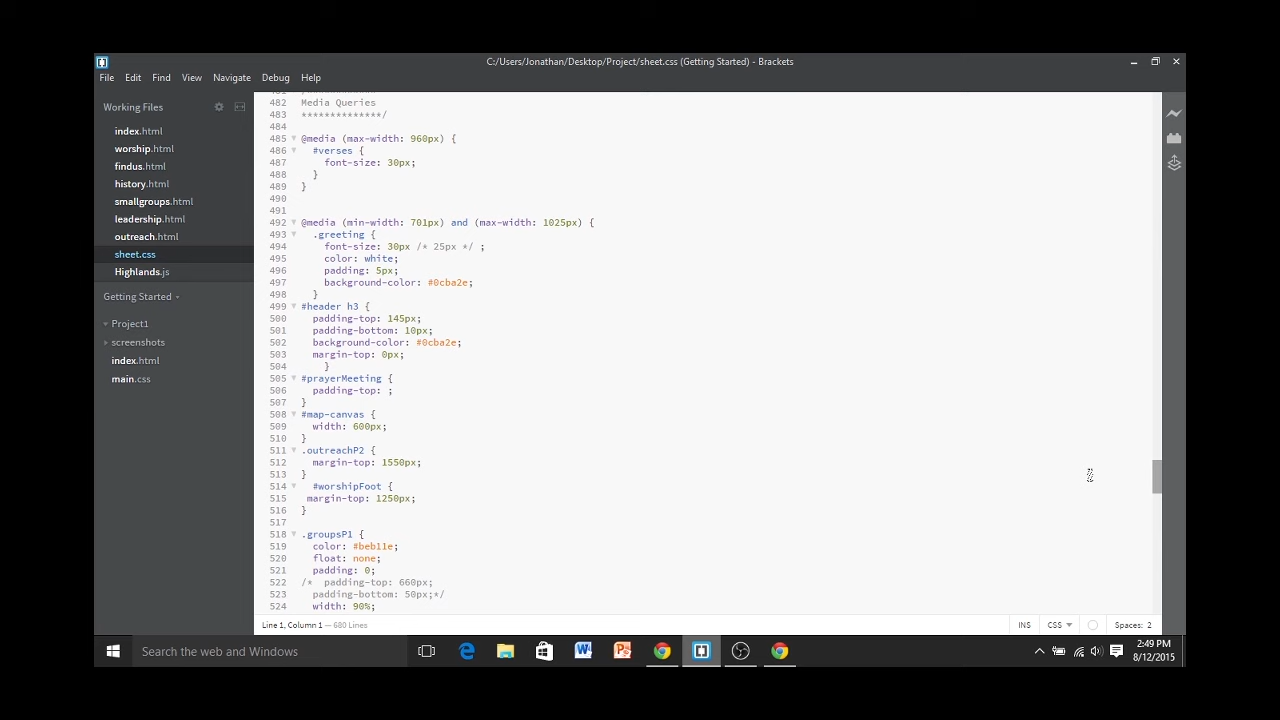 C:/Users/Jonathan/Desktop/Project/sheet.css (Getting Started) - Brackets
File Edit Find View Navigate Debug Help
Working Files
index.html
worship.html
findus.html
history.html
smallgroups.html
leadership.html
outreach.html
sheet.css
Highlands.js
Getting Started
Project1
screenshots
index.html
main.css
482 Media Queries
483 **************/
484
485 @media (max-width: 960px) {
486 #verses {
487 font-size: 30px;
488 }
489 }
490
491
492 @media (min-width: 701px) and (max-width: 1025px) {
493 .greeting {
494 font-size: 30px /* 25px */ ;
495 color: white;
496 padding: 5px;
497 background-color: #0cba2e;
498 }
499 #header h3 {
500 padding-top: 145px;
501 padding-bottom: 10px;
502 background-color: #0cba2e;
503 margin-top: 0px;
504 }
505 #prayerMeeting {
506 padding-top: ;
507 }
508 #map-canvas {
509 width: 600px;
510 }
511 .outreachP2 {
512 margin-top: 1550px;
513 }
514 #worshipFoot {
515 margin-top: 1250px;
516 }
517
518 .groupsP1 {
519 color: #beb11e;
520 float: none;
521 padding: 0;
522 /* padding-top: 660px;
523 padding-bottom: 50px;*/
524 width: 90%;
Line 1, Column 1 — 680 Lines
INS CSS Spaces: 2
Search the web and Windows
2:49 PM
8/12/2015